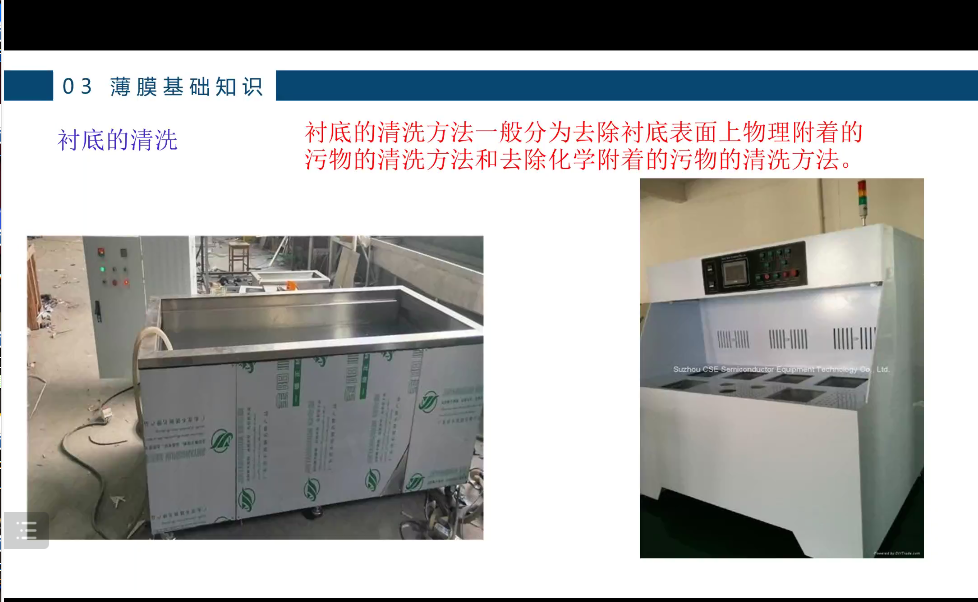 03 薄膜基础知识
衬底的清洗
衬底的清洗方法一般分为去除衬底表面上物理附着的
污物的清洗方法和去除化学附着的污物的清洗方法。
Suzhou CSE Semiconductor Equipment Technology Co., Ltd.
Powered by DIYTrade.com